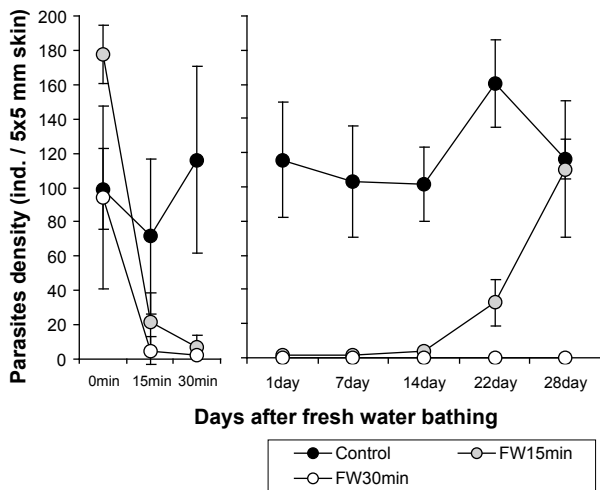 Parasites density (ind. / 5x5 mm skin)
200
180
160
140
120
100
80
60
40
20
0
0min 15min 30min 1day 7day 14day 22day 28day
Days after fresh water bathing
Control FW15min
FW30min